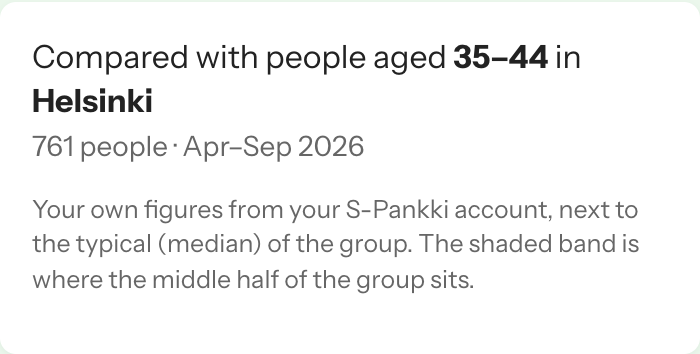 Compared with people aged 35–44 in
Helsinki
761 people · Apr–Sep 2026
Your own figures from your S-Pankki account, next to
the typical (median) of the group. The shaded band is
where the middle half of the group sits.